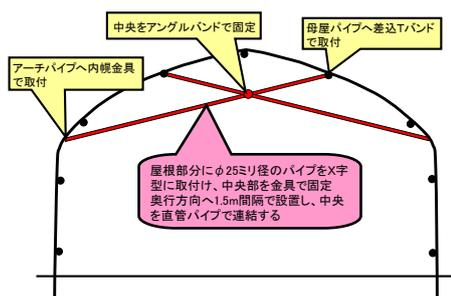 中央をアングルバンドで固定
母屋パイプへ差込Tバンド
で取付
アーチパイプへ内幌金具
で取付
屋根部分にφ25ミリ径のパイプをX字
型に取付け、中央部を金具で固定
奥行方向へ1.5m間隔で設置し、中央
を直管パイプで連結する